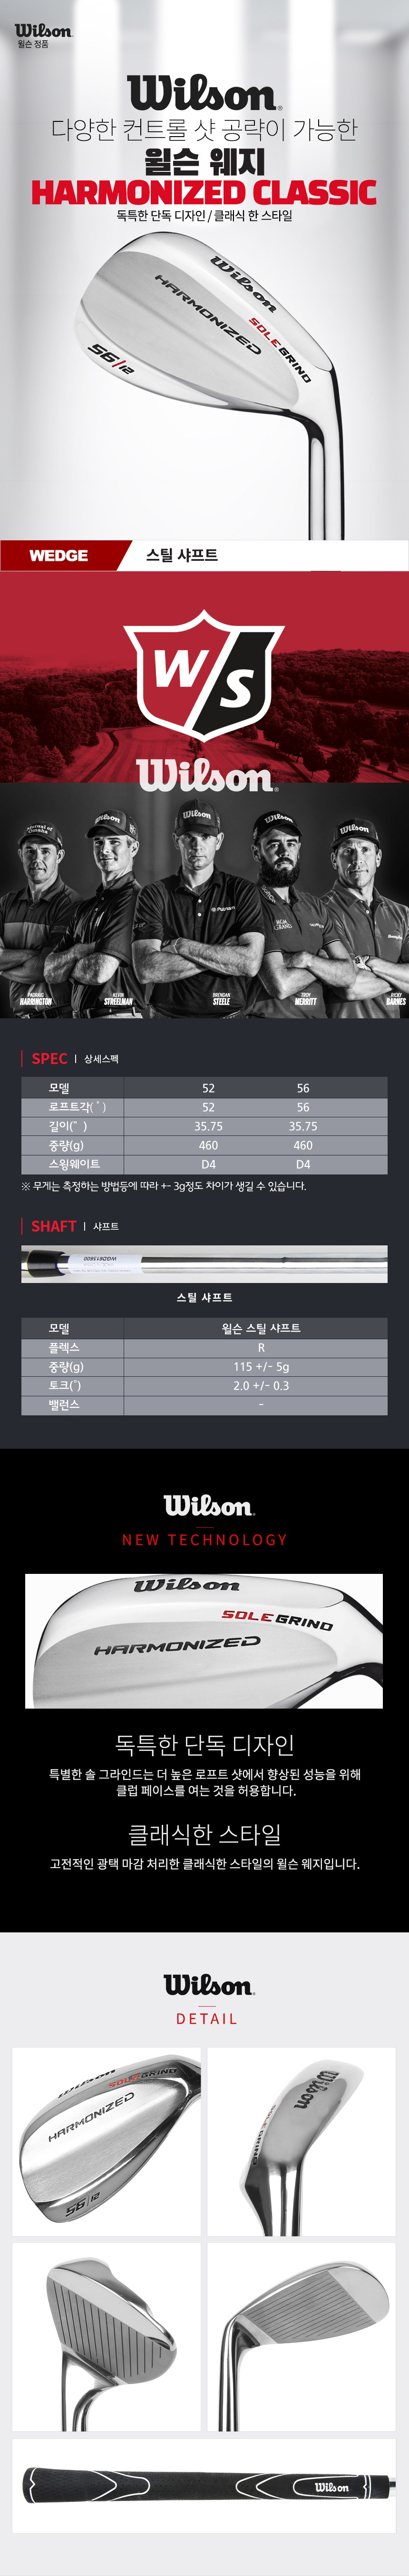 Wilson
윌슨 정품
Wilson
다양한 컨트롤 샷 공략이 가능한
윌슨 웨지
HARMONIZED CLASSIC
독특한 단독 디자인 / 클래식 한 스타일
Wilson
HARMONIZED
SOLE GRIND
56/12
WEDGE
스틸 샤프트
W/S
Wilson
Wilson
Wilson
Wilson
Wilson
PADRAIG
HARRINGTON
KEVIN
STREELMAN
BRENDAN
STEELE
TROY
MERRITT
RICKY
BARNES
SPEC | 상세스펙
모델 52 56
로프트각(˚) 52 56
길이(" ) 35.75 35.75
중량(g) 460 460
스윙웨이트 D4 D4
※ 무게는 측정하는 방법등에 따라 +- 3g정도 차이가 생길 수 있습니다.
SHAFT | 샤프트
스틸 샤프트
모델 윌슨 스틸 샤프트
플렉스 R
중량(g) 115 +/- 5g
토크(˚) 2.0 +/- 0.3
밸런스 -
Wilson
NEW TECHNOLOGY
Wilson
SOLE GRIND
HARMONIZED
독특한 단독 디자인
특별한 솔 그라인드는 더 높은 로프트 샷에서 향상된 성능을 위해
클럽 페이스를 여는 것을 허용합니다.
클래식한 스타일
고전적인 광택 마감 처리한 클래식한 스타일의 윌슨 웨지입니다.
Wilson
DETAIL
SOLE GRIND
HARMONIZED
56/12
Wilson
Wilson